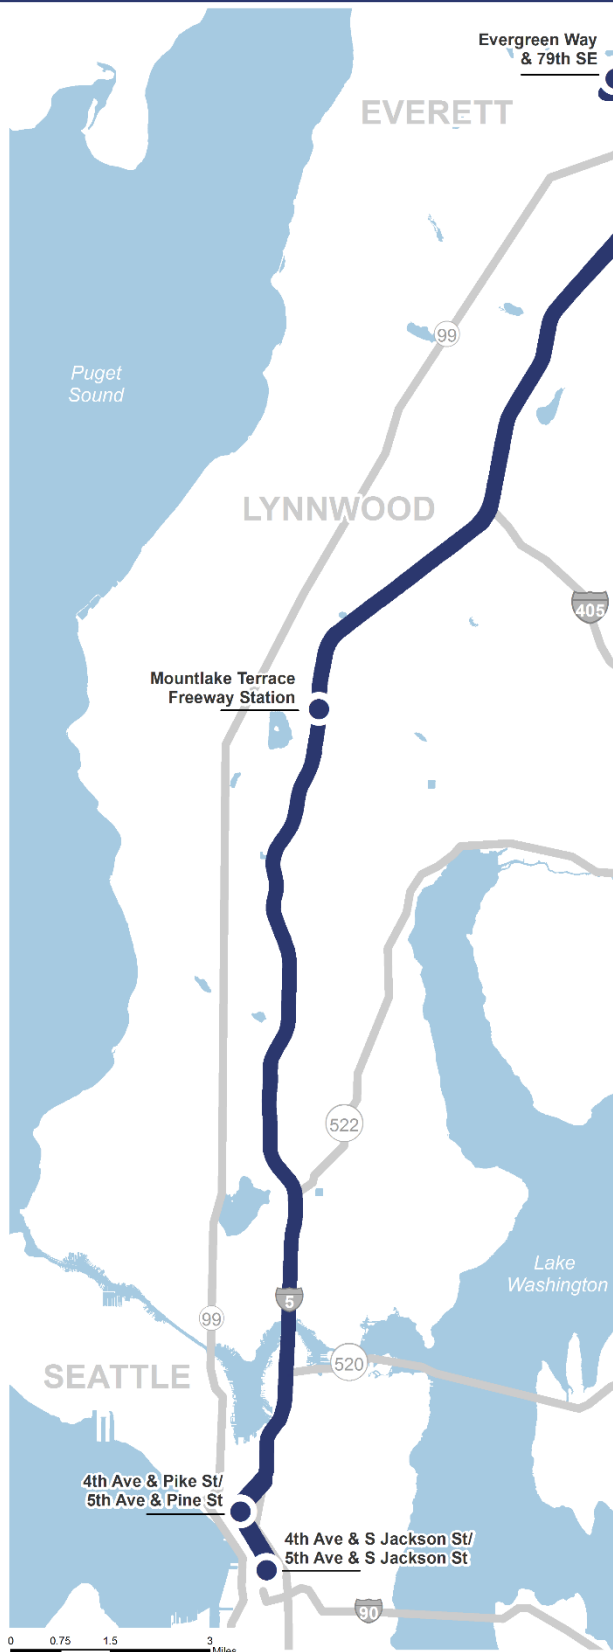 Evergreen Way
& 79th SE
EVERETT
99
Puget
Sound
LYNNWOOD
405
Mountlake Terrace
Freeway Station
522
Lake
Washington
5
99
520
SEATTLE
4th Ave & Pike St/
5th Ave & Pine St
4th Ave & S Jackson St/
5th Ave & S Jackson St
90
0 0.75 1.5 3
Miles